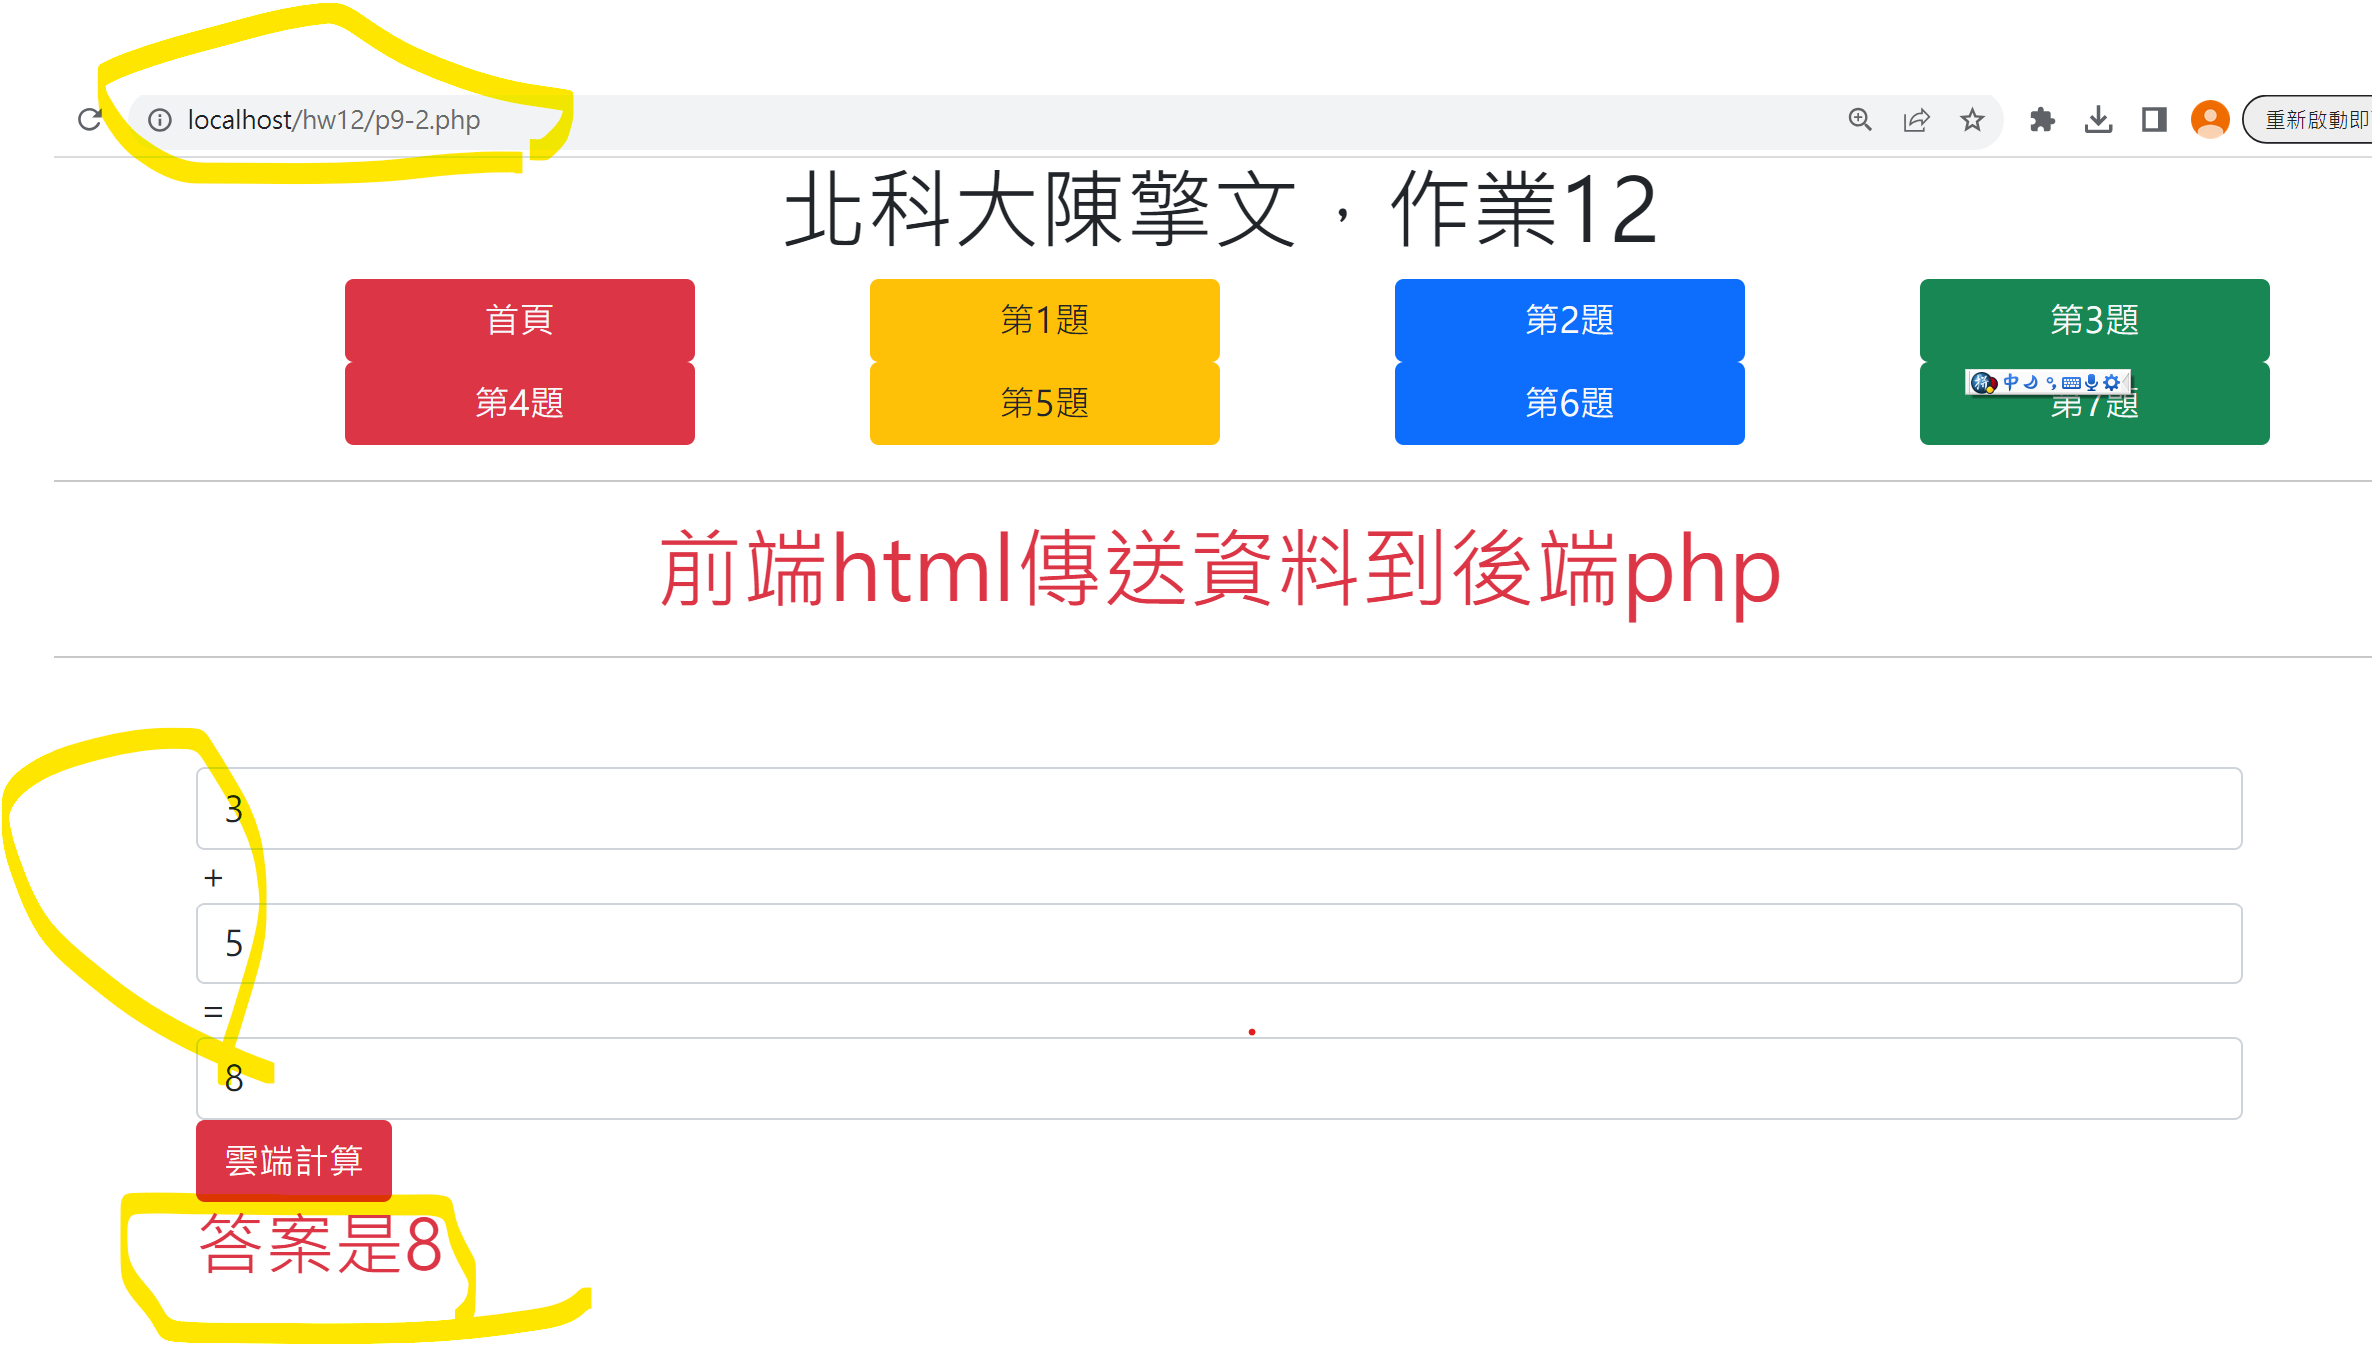 localhost/hw12/p9-2.php
重新啟動即
北科大陳擎文，作業12
首頁 第1題 第2題 第3題
第4題 第5題 第6題 第7題
中
前端html傳送資料到後端php
3
+
5
=
8
雲端計算
答案是8